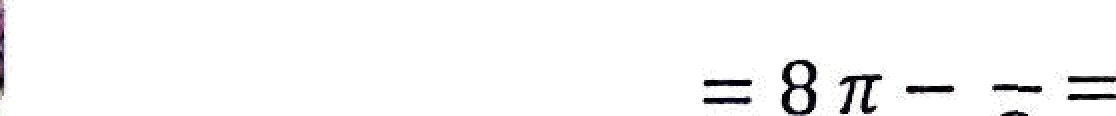 = 8 π − =